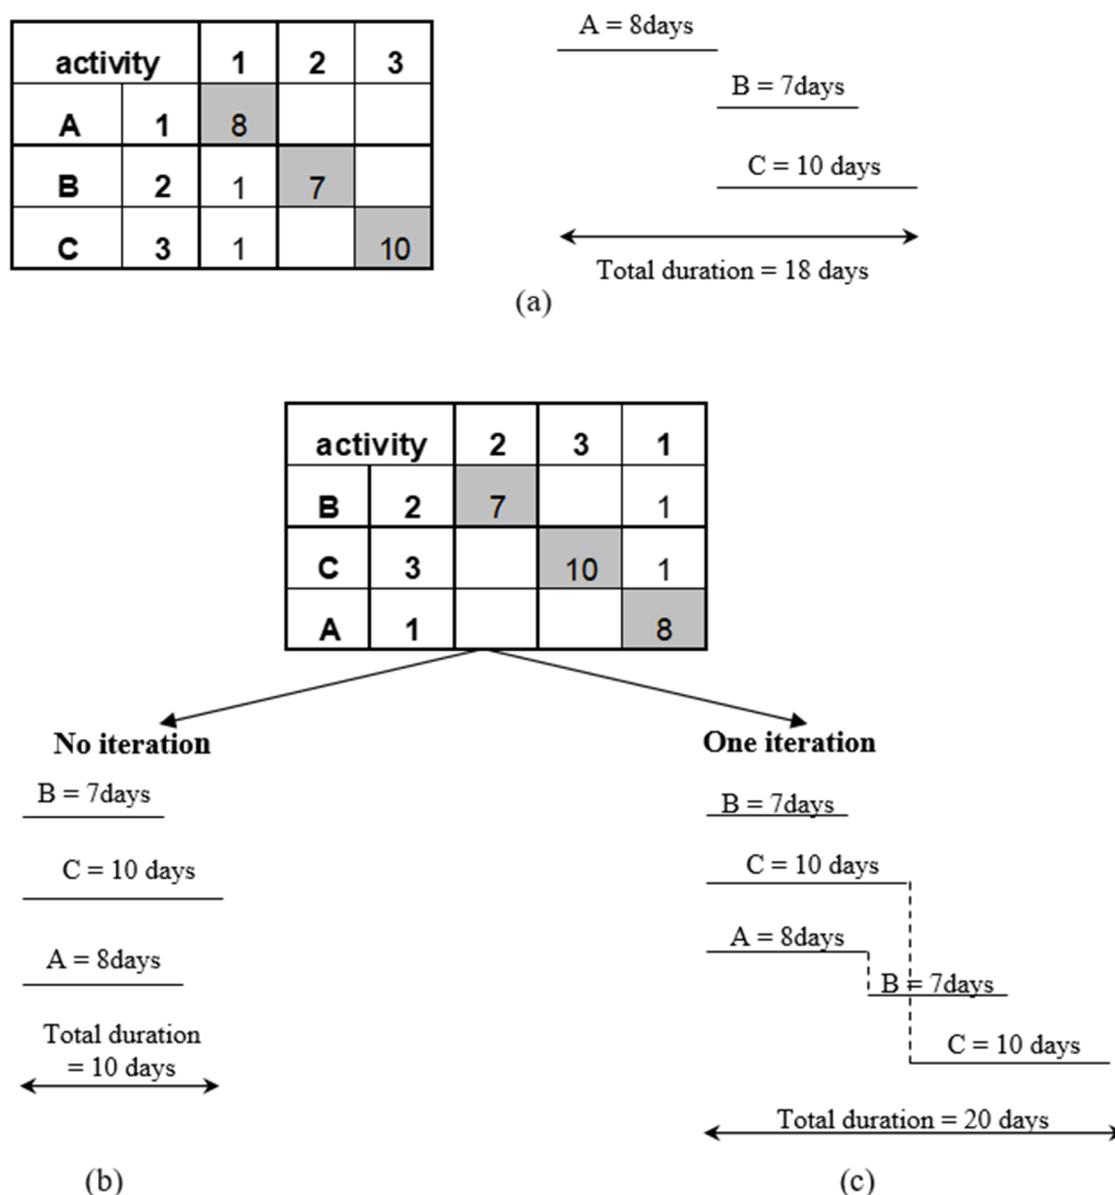 activity 1 2 3
A 1 8
B 2 1 7
C 3 1 10
A = 8days
B = 7days
C = 10 days
Total duration = 18 days
(a)
activity 2 3 1
B 2 7 1
C 3 10 1
A 1 8
No iteration
B = 7days
C = 10 days
A = 8days
Total duration
= 10 days
(b)
One iteration
B = 7days
C = 10 days
A = 8days
B = 7days
C = 10 days
Total duration = 20 days
(c)